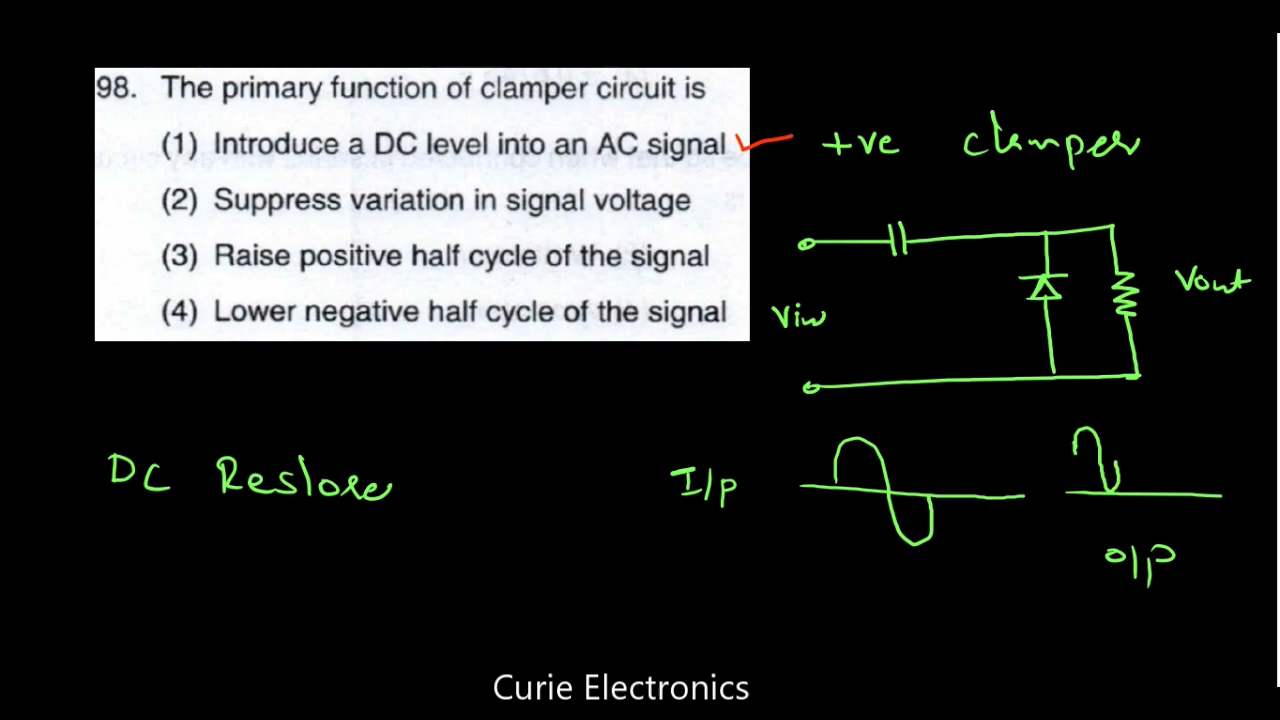 98. The primary function of clamper circuit is
(1) Introduce a DC level into an AC signal
(2) Suppress variation in signal voltage
(3) Raise positive half cycle of the signal
(4) Lower negative half cycle of the signal
+ve clamper
Vin
Vout
DC Restore
I/p
o/p
Curie Electronics